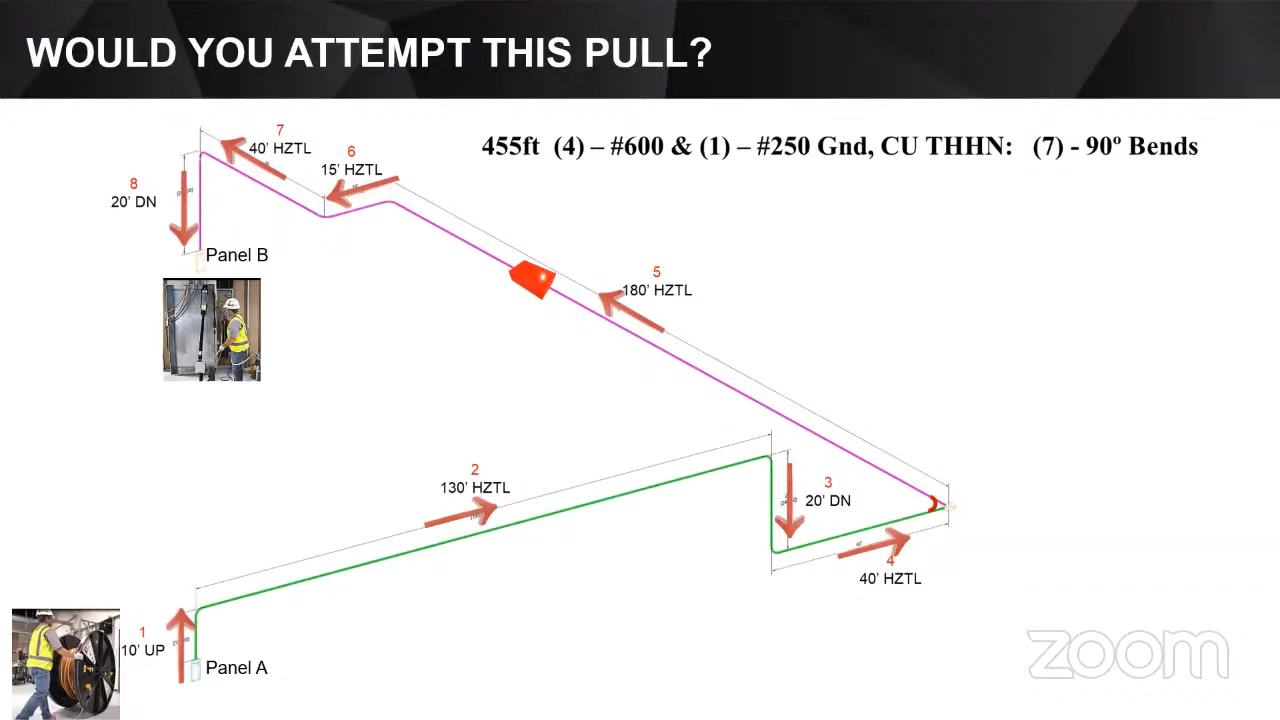 WOULD YOU ATTEMPT THIS PULL?
455ft (4) – #600 & (1) – #250 Gnd, CU THHN: (7) - 90º Bends
7
40’ HZTL
6
15’ HZTL
8
20’ DN
Panel B
5
180’ HZTL
2
130’ HZTL
3
20’ DN
4
40’ HZTL
1
10’ UP
Panel A
zoom